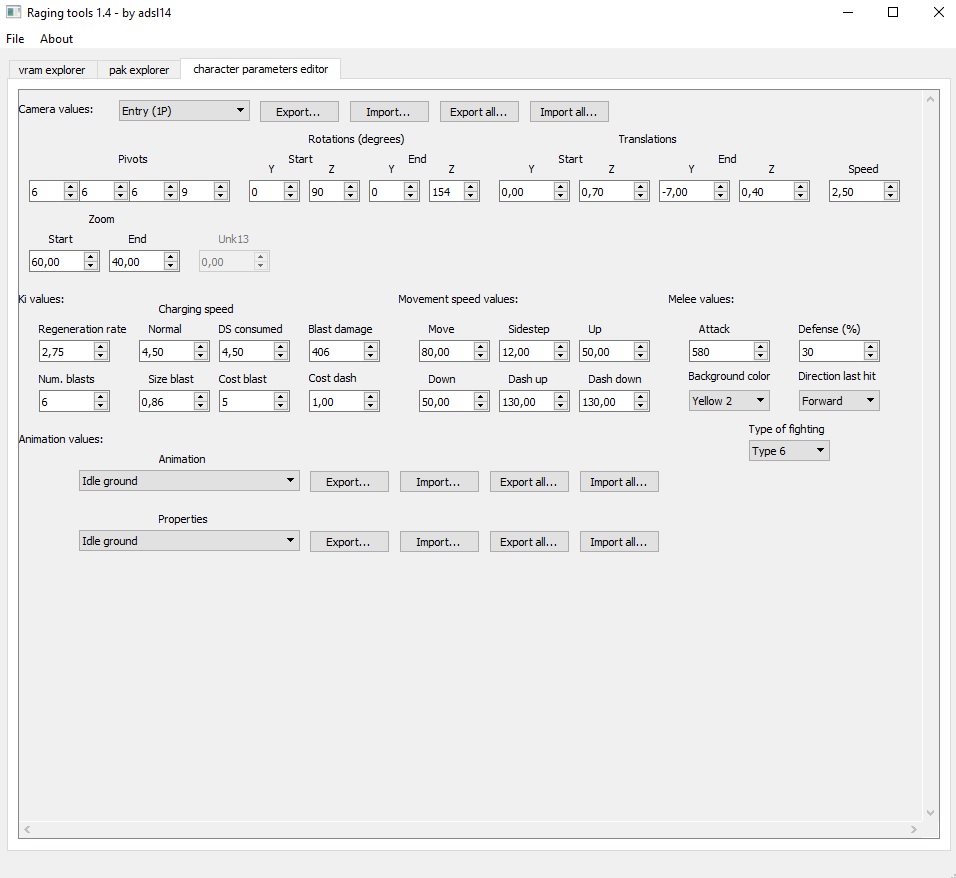 Raging tools 1.4 - by adsl14
File About
vram explorer pak explorer character parameters editor
Camera values: Entry (1P) Export... Import... Export all... Import all...
Rotations (degrees) Translations
Pivots Start End Start End Speed
Y Z Y Z Y Z Y Z
6 6 6 9 0 90 0 154 0,00 0,70 -7,00 0,40 2,50
Zoom
Start End Unk13
60,00 40,00 0,00
Ki values: Movement speed values: Melee values:
Charging speed
Regeneration rate Normal DS consumed Blast damage Move Sidestep Up Attack Defense (%)
2,75 4,50 4,50 406 80,00 12,00 50,00 580 30
Num. blasts Size blast Cost blast Cost dash Down Dash up Dash down Background color Direction last hit
6 0,86 5 1,00 50,00 130,00 130,00 Yellow 2 Forward
Animation values: Type of fighting
Type 6
Animation
Idle ground Export... Import... Export all... Import all...
Properties
Idle ground Export... Import... Export all... Import all...